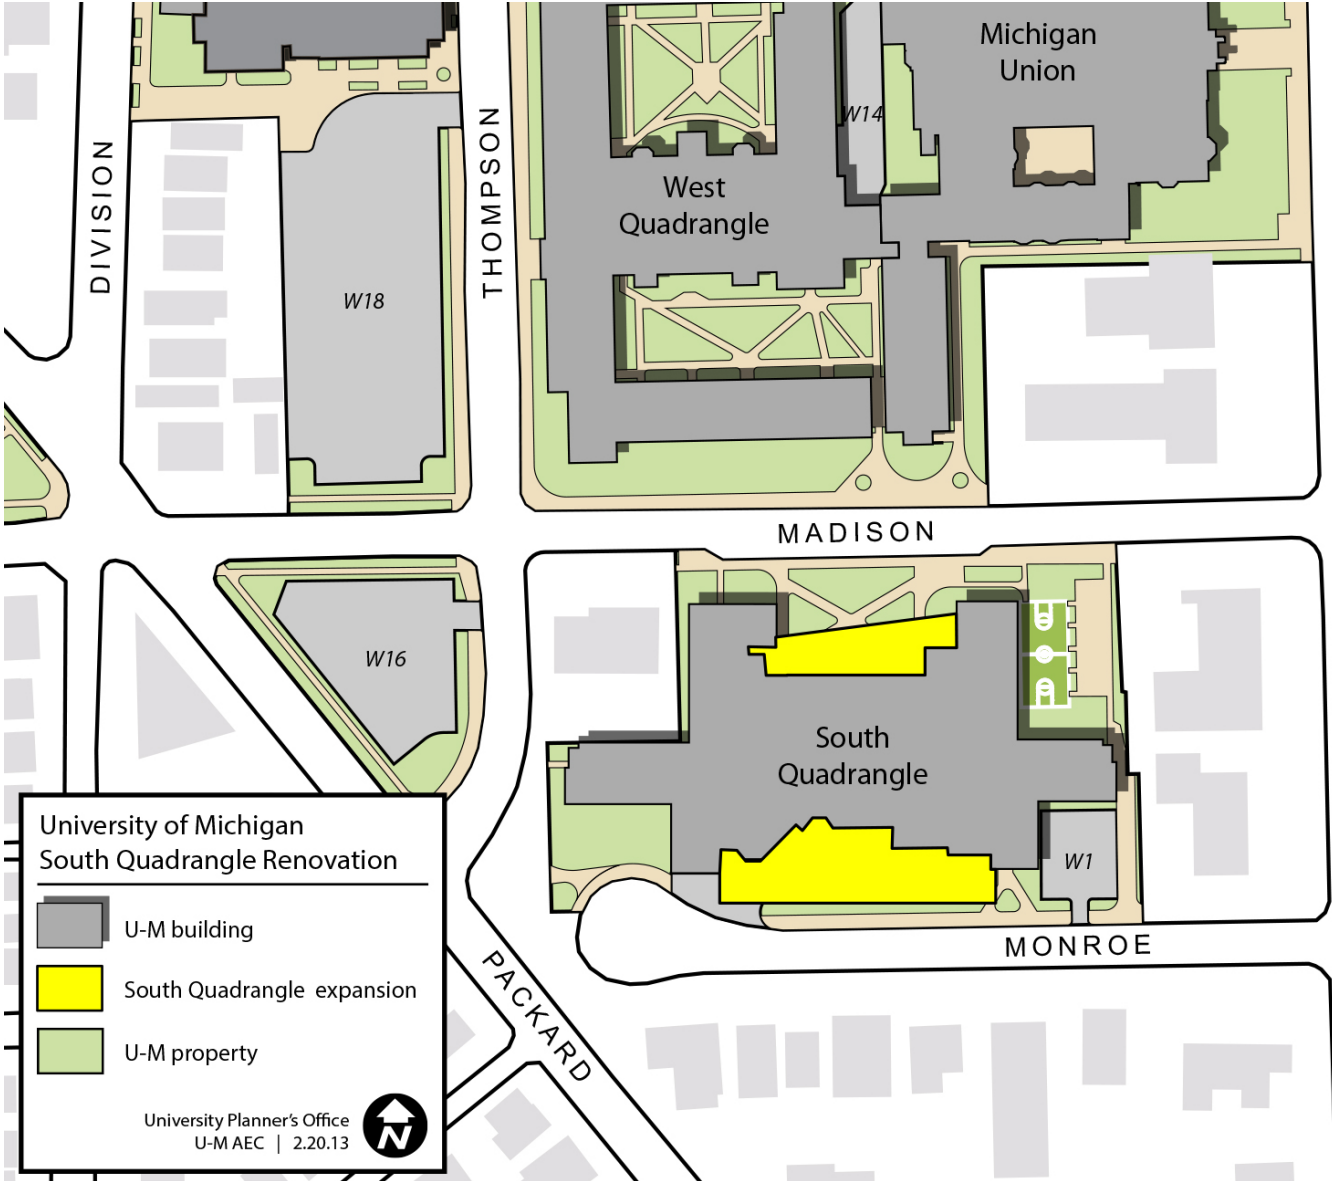 Michigan
Union
W14
DIVISION
THOMPSON
West
Quadrangle
W18
MADISON
W16
South
Quadrangle
W1
MONROE
PACKARD
University of Michigan
South Quadrangle Renovation
U-M building
South Quadrangle expansion
U-M property
University Planner's Office
U-M AEC | 2.20.13
N